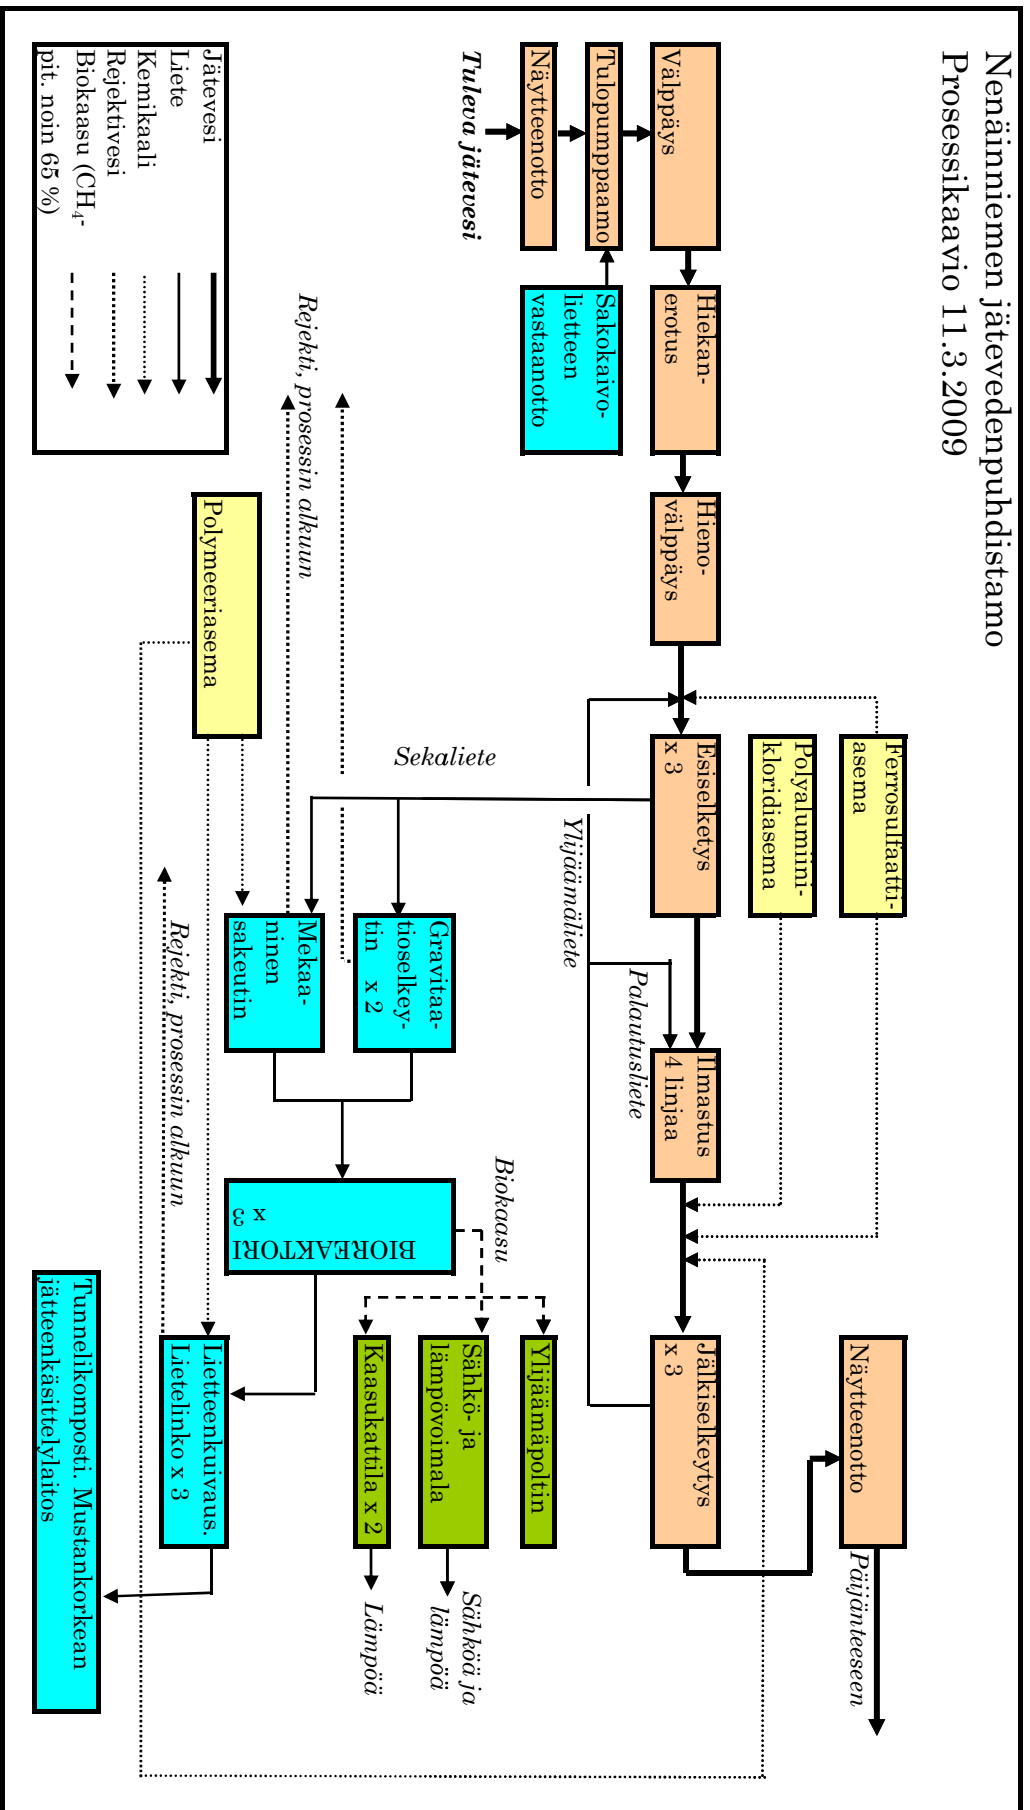 Nenäinniemen jätevedenpuhdistamo
Prosessikaavio 11.3.2009
Ferrosulfaatti-
asema
Näytteenotto
Päijänteeseen
Polyalumiini-
kloridiasema
Välppäys
Hiekan-
erotus
Hieno-
välppäys
Esiselketys
x 3
Ilmastus
4 linjaa
Jälkiselkeytys
x 3
Palautusliete
Tulopumppaamo
Sakokaivo-
lietteen
vastaanotto
Ylijäämäliete
Näytteenotto
Ylijäämäpoltin
Tuleva jätevesi
Biokaasu
Sähkö- ja
lämpövoimala
Sähköä ja
lämpöä
Sekaliete
Gravitaa-
tioselkey-
tin x 2
Kaasukattila x 2
Lämpöä
Rejekti, prosessin alkuun
Mekaa-
ninen
sakeutin
BIOREAKTORI
x 3
Polymeeriasema
Rejekti, prosessin alkuun
Lietteenkuivaus.
Lietelinko x 3
Tunnelikomposti. Mustankorkean
jätteenkäsittelylaitos
Jätevesi
Liete
Kemikaali
Rejektivesi
Biokaasu (CH₄-
pit. noin 65 %)